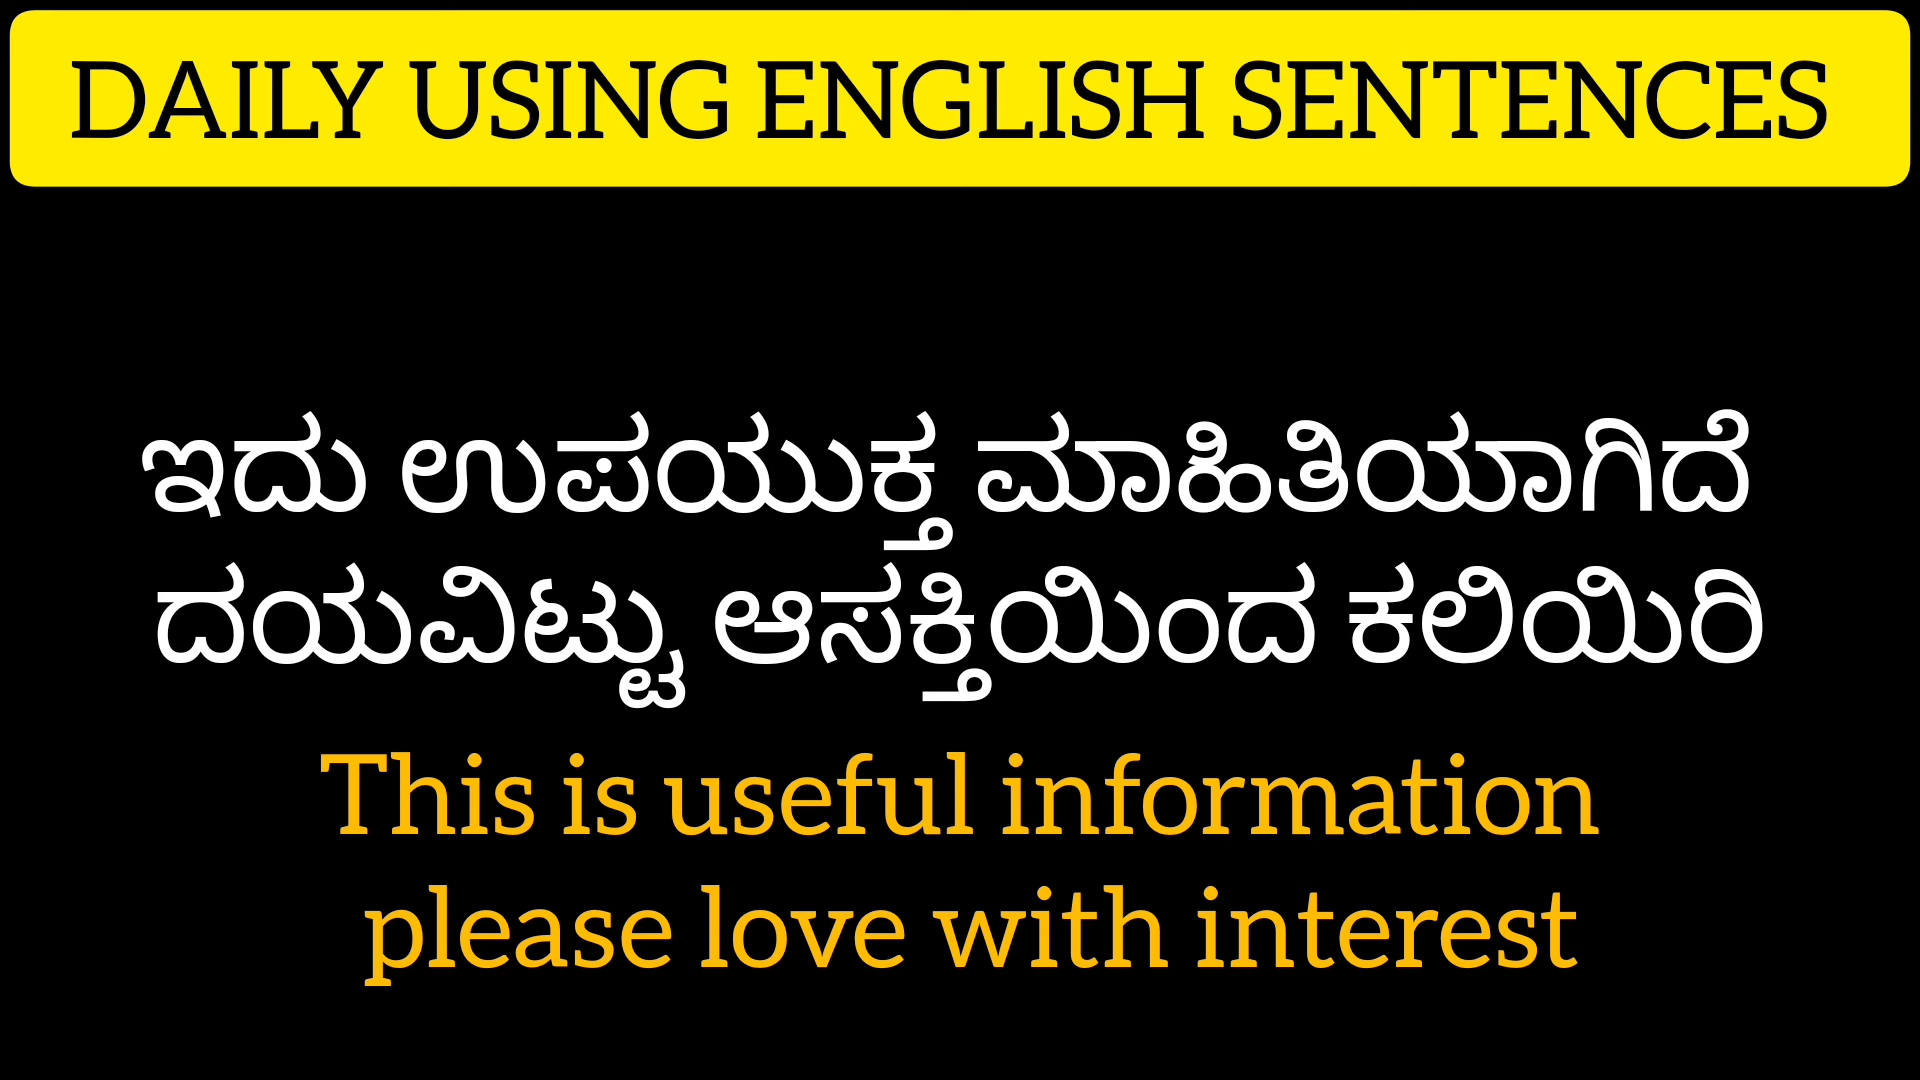 DAILY USING ENGLISH SENTENCES
ಇದು ಉಪಯುಕ್ತ ಮಾಹಿತಿಯಾಗಿದೆ
ದಯವಿಟ್ಟು ಆಸಕ್ತಿಯಿಂದ ಕಲಿಯಿರಿ
This is useful information
please love with interest